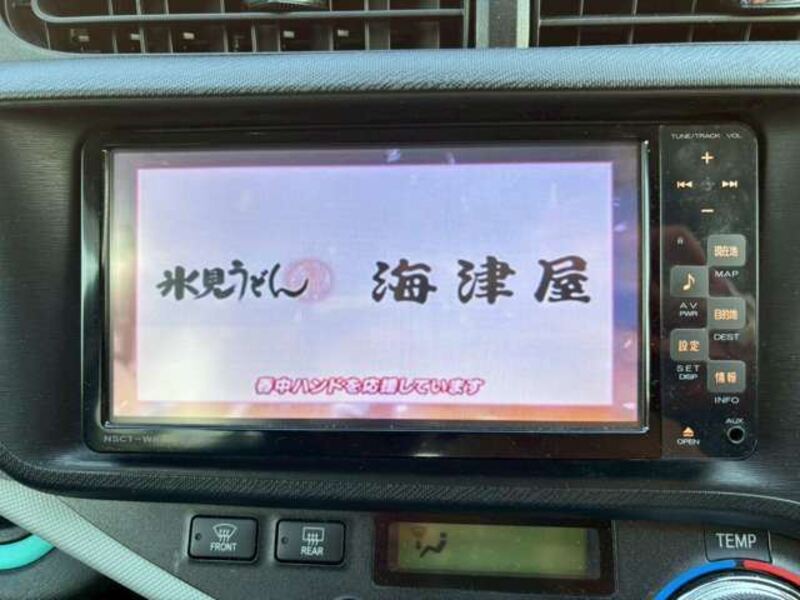 氷見うどん 海津屋
春中ハンドを応援しています
TUNE/TRACK VOL
+
−
現在地
MAP
♪
AV
PWR
目的地
DEST
設定
SET
DISP
情報
INFO
AUX
OPEN
FRONT
REAR
TEMP